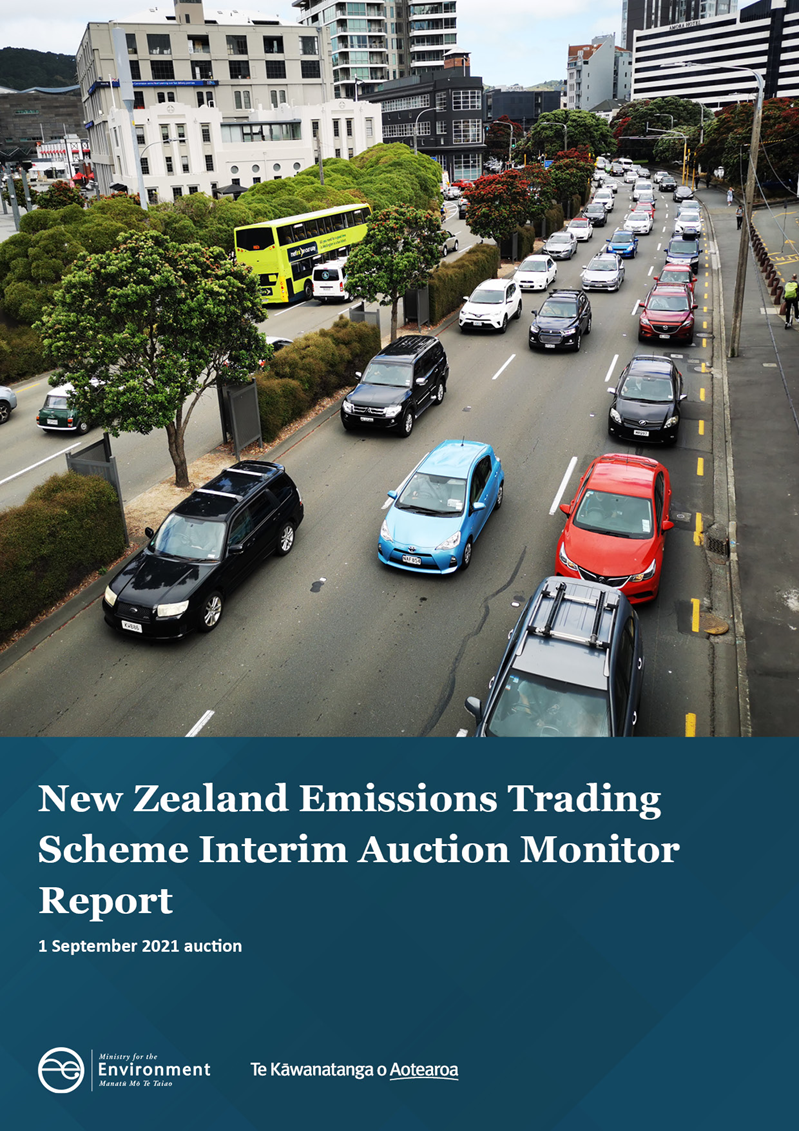 New Zealand Emissions Trading
Scheme Interim Auction Monitor
Report
1 September 2021 auction
Ministry for the
Environment
Manatū Mō Te Taiao
Te Kāwanatanga o Aotearoa